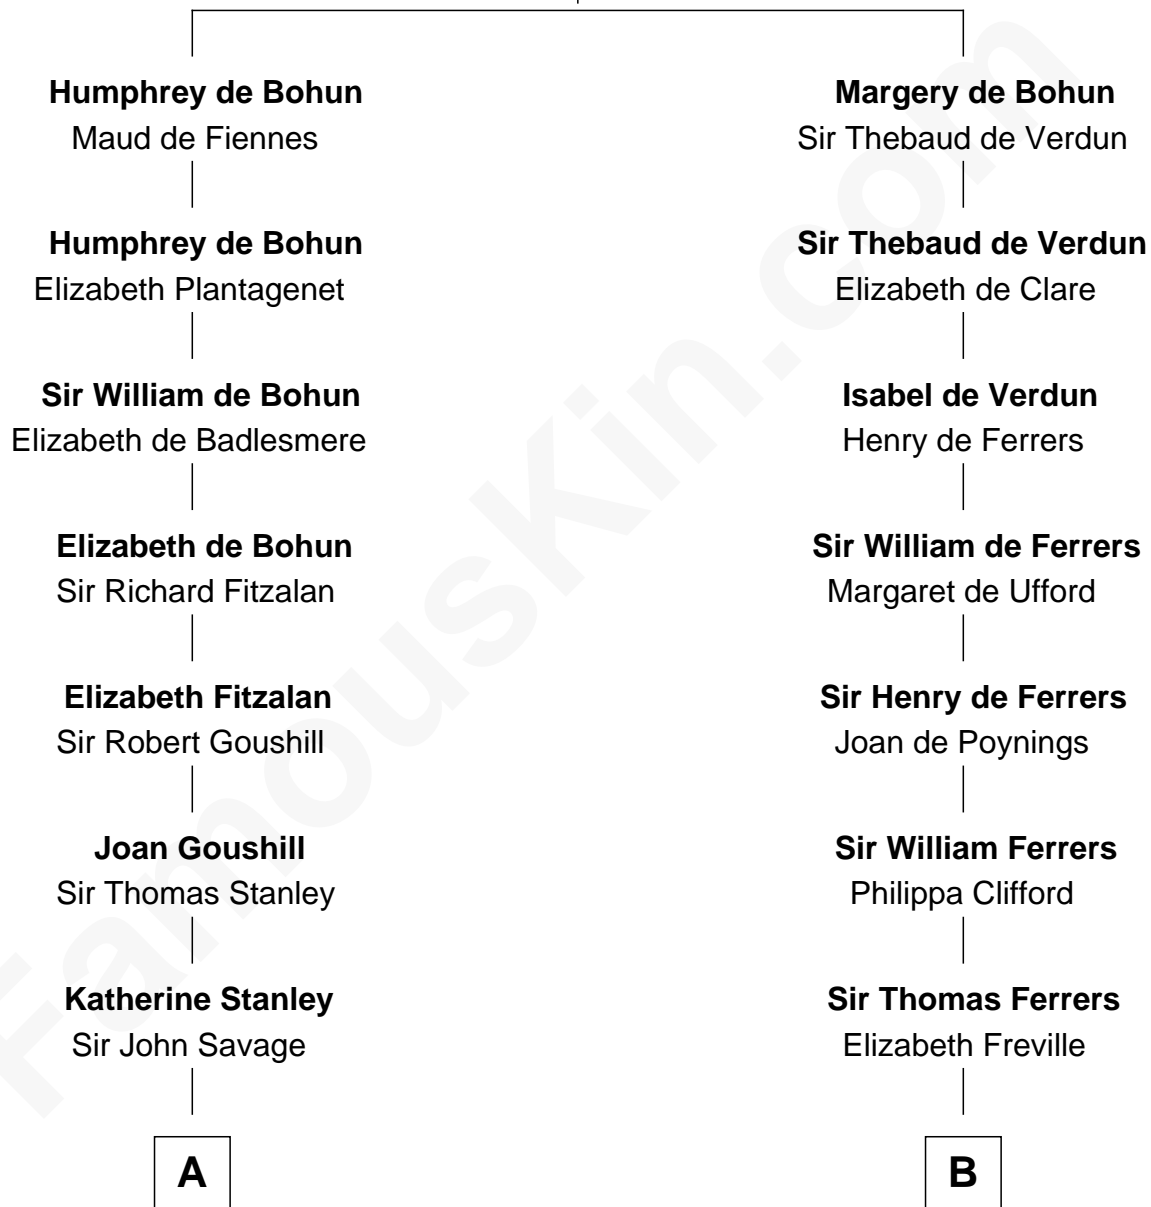 Humphrey de Bohun
Maud de Fiennes
Margery de Bohun
Sir Thebaud de Verdun
Humphrey de Bohun
Elizabeth Plantagenet
Sir Thebaud de Verdun
Elizabeth de Clare
Sir William de Bohun
Elizabeth de Badlesmere
Isabel de Verdun
Henry de Ferrers
Elizabeth de Bohun
Sir Richard Fitzalan
Sir William de Ferrers
Margaret de Ufford
Elizabeth Fitzalan
Sir Robert Goushill
Sir Henry de Ferrers
Joan de Poynings
Joan Goushill
Sir Thomas Stanley
Sir William Ferrers
Philippa Clifford
Katherine Stanley
Sir John Savage
Sir Thomas Ferrers
Elizabeth Freville
A
B
FamousKin.com